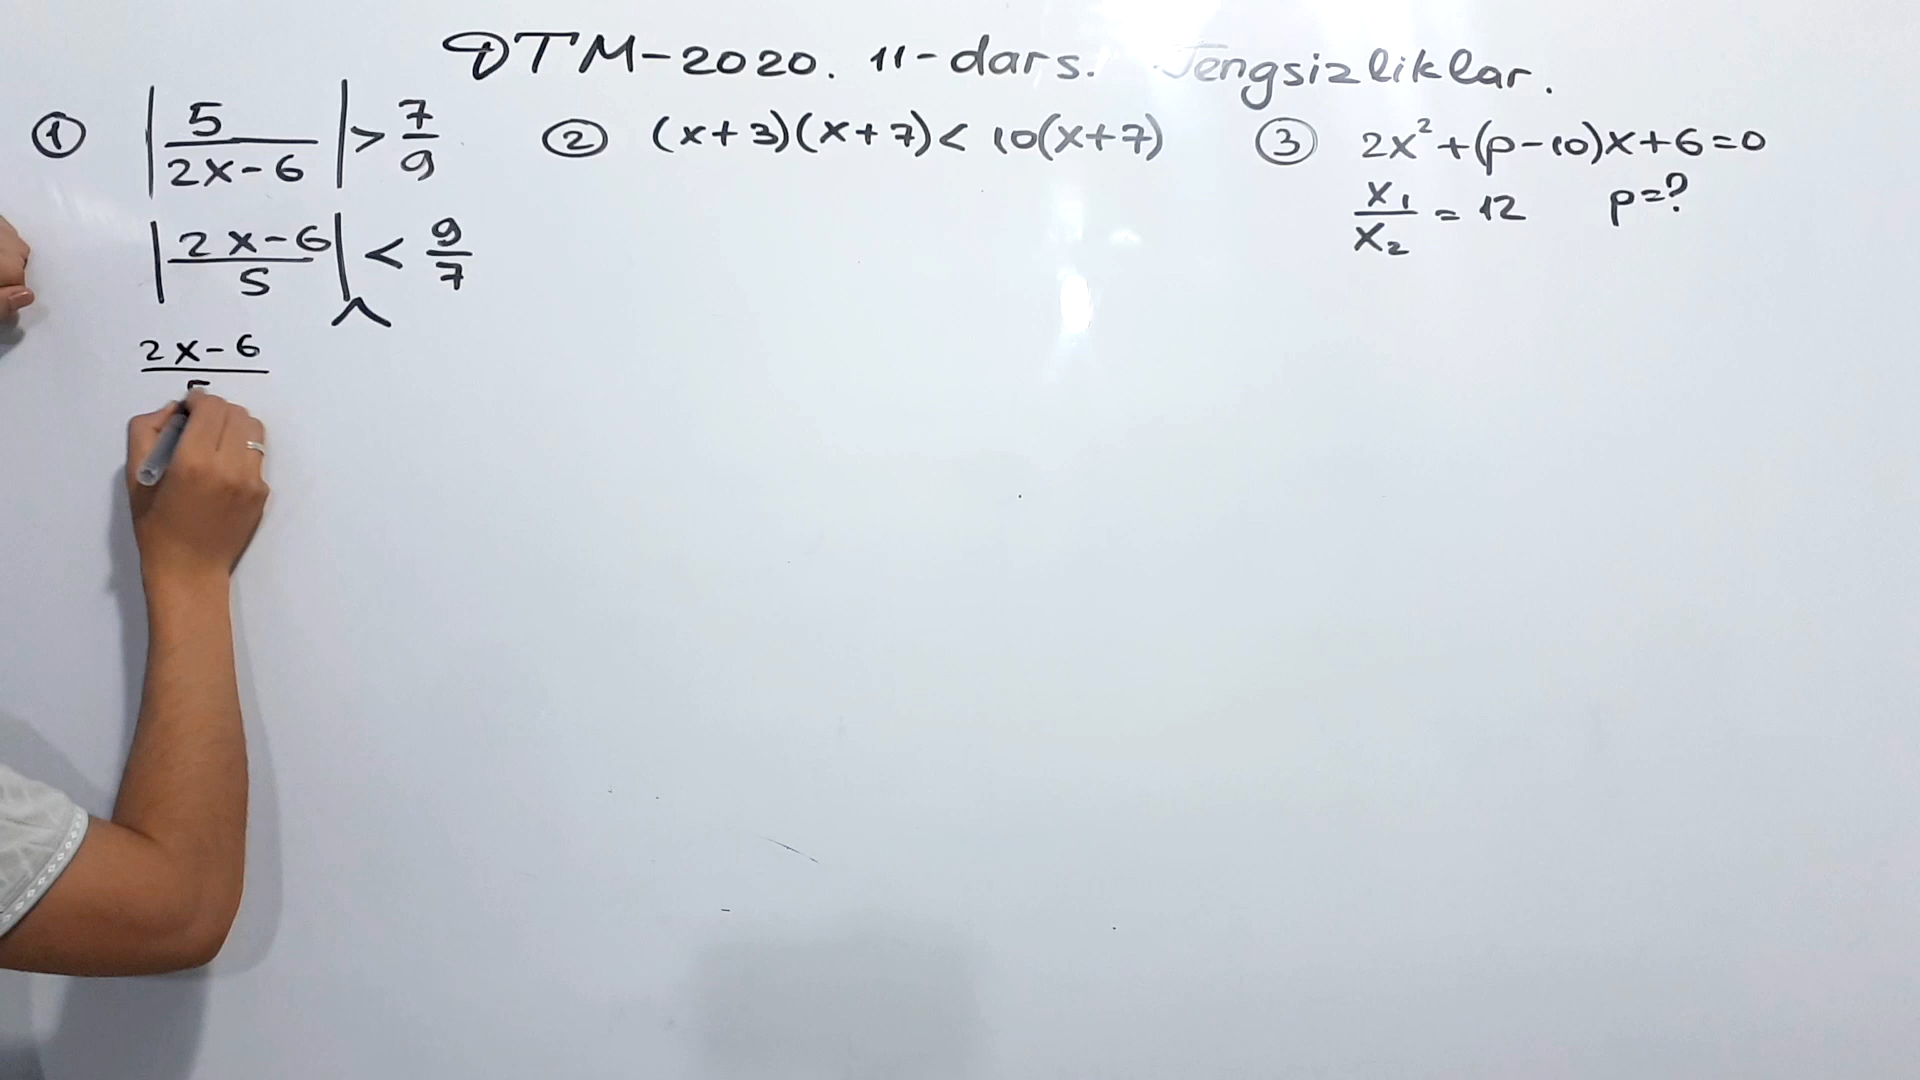 DTM-2020. 11-dars. Tengsizliklar.
① |5/(2x-6)| > 7/9
|(2x-6)/5| < 9/7
∧
(2x-6)/5
② (x+3)(x+7) < 10(x+7)
③ 2x²+(p-10)x+6=0
x₁/x₂ = 12 p=?